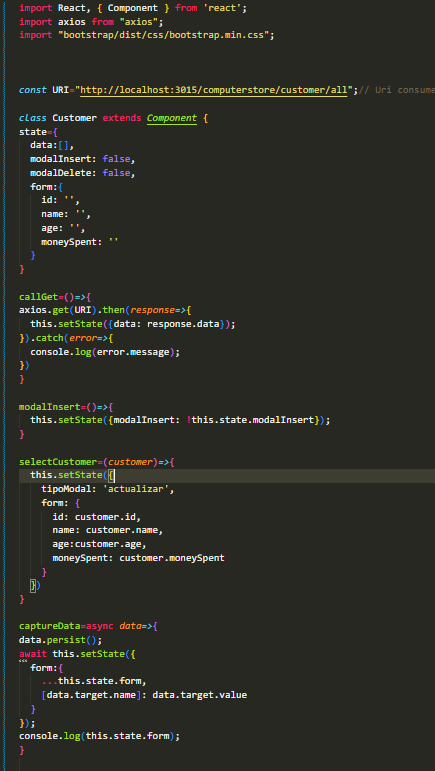 import React, { Component } from 'react';
import axios from "axios";
import "bootstrap/dist/css/bootstrap.min.css";
const URI="http://localhost:3015/computerstore/customer/all";// Uri consume
class Customer extends Component {
state={
data:[],
modalInsert: false,
modalDelete: false,
form:{
id: '',
name: '',
age: '',
moneySpent: ''
}
}
callGet=()=>{
axios.get(URI).then(response=>{
this.setState({data: response.data});
}).catch(error=>{
console.log(error.message);
})
}
modalInsert=()=>{
this.setState({modalInsert: !this.state.modalInsert});
}
selectCustomer=(customer)=>{
this.setState({
tipoModal: 'actualizar',
form: {
id: customer.id,
name: customer.name,
age:customer.age,
moneySpent: customer.moneySpent
}
})
}
captureData=async data=>{
data.persist();
await this.setState({
form:{
...this.state.form,
[data.target.name]: data.target.value
}
});
console.log(this.state.form);
}